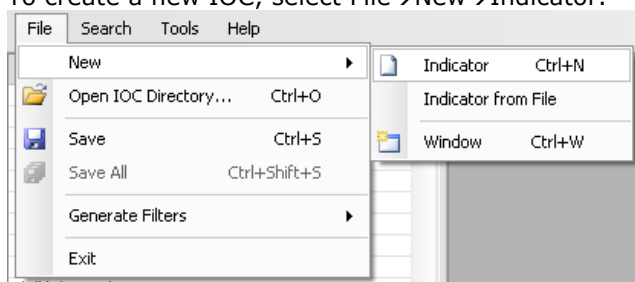 To create a new IOC, select File→New→Indicator.
File Search Tools Help
New Indicator Ctrl+N
Open IOC Directory... Ctrl+O Indicator from File
Save Ctrl+S Window Ctrl+W
Save All Ctrl+Shift+S
Generate Filters
Exit